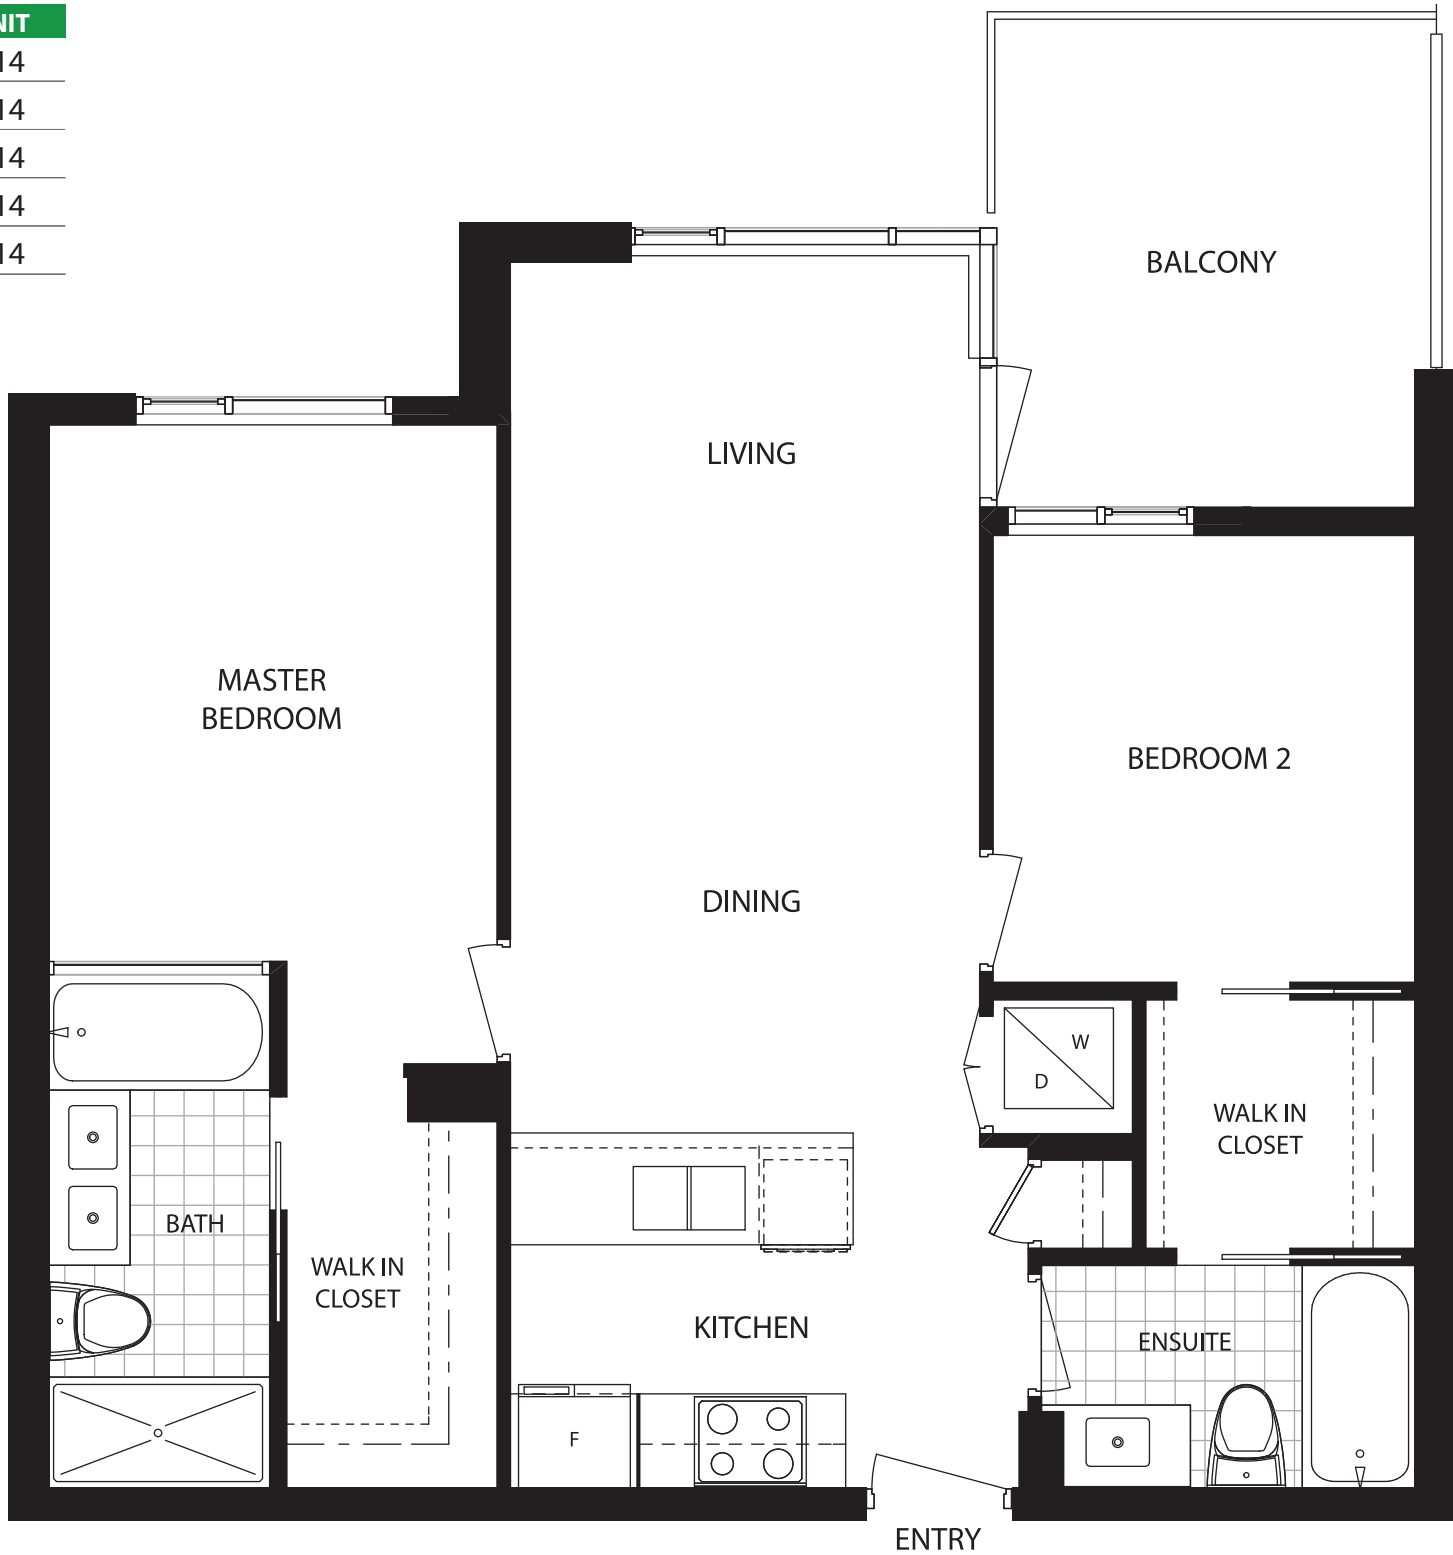 NIT
14
14
14
14
14
BALCONY
LIVING
MASTER
BEDROOM
BEDROOM 2
DINING
W
D
WALK IN
CLOSET
BATH
WALK IN
CLOSET
KITCHEN
ENSUITE
F
ENTRY